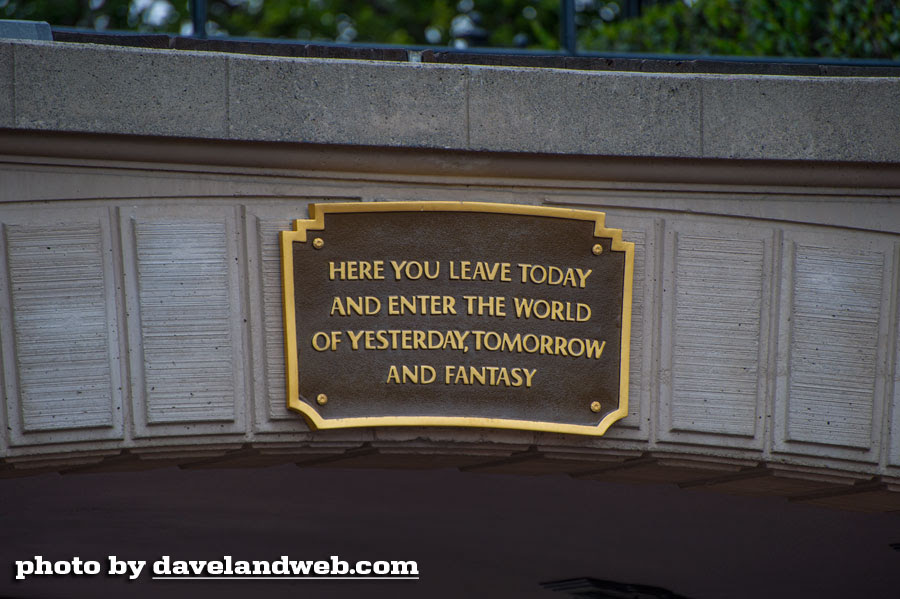 HERE YOU LEAVE TODAY
AND ENTER THE WORLD
OF YESTERDAY, TOMORROW
AND FANTASY
photo by davelandweb.com